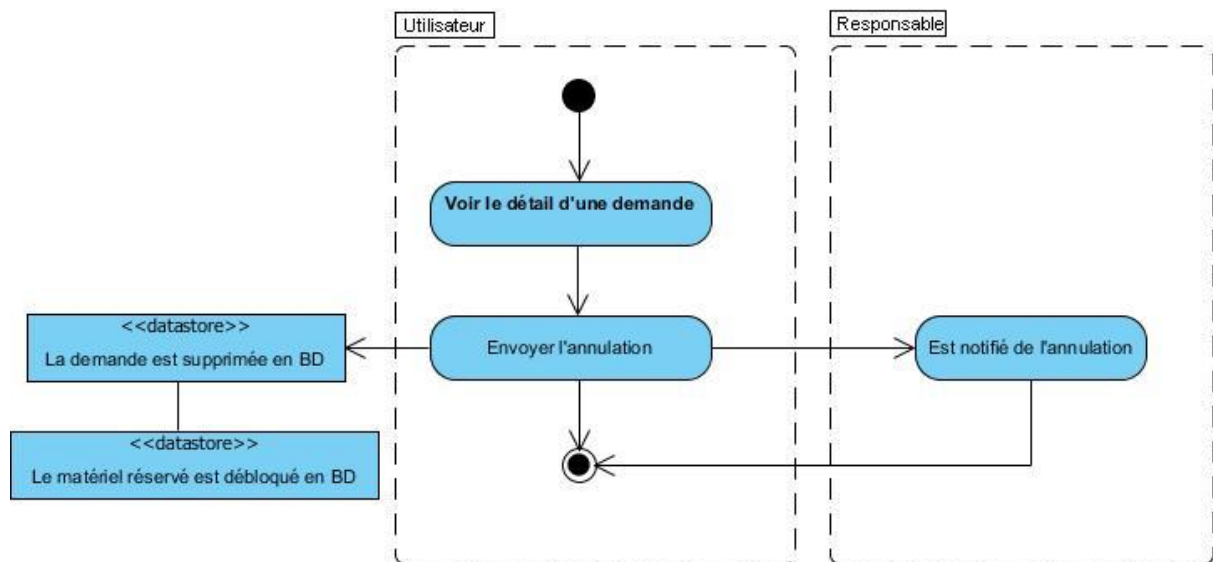 Utilisateur
Responsable
Voir le détail d'une demande
<<datastore>>
La demande est supprimée en BD
Envoyer l'annulation
Est notifié de l'annulation
<<datastore>>
Le matériel réservé est débloqué en BD